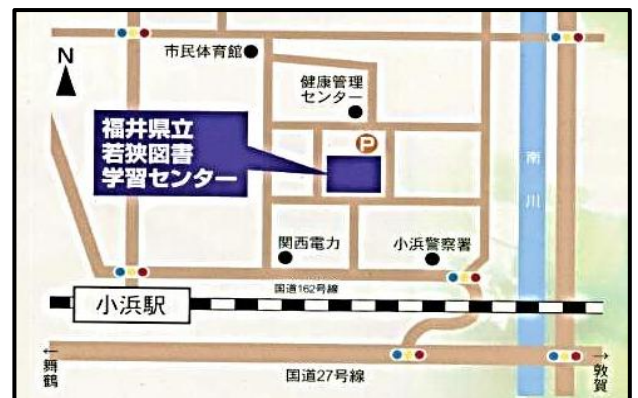 N
市民体育館
健康管理
センター
P
福井県立
若狭図書
学習センター
南川
関西電力
小浜警察署
国道162号線
小浜駅
←舞鶴
国道27号線
→敦賀